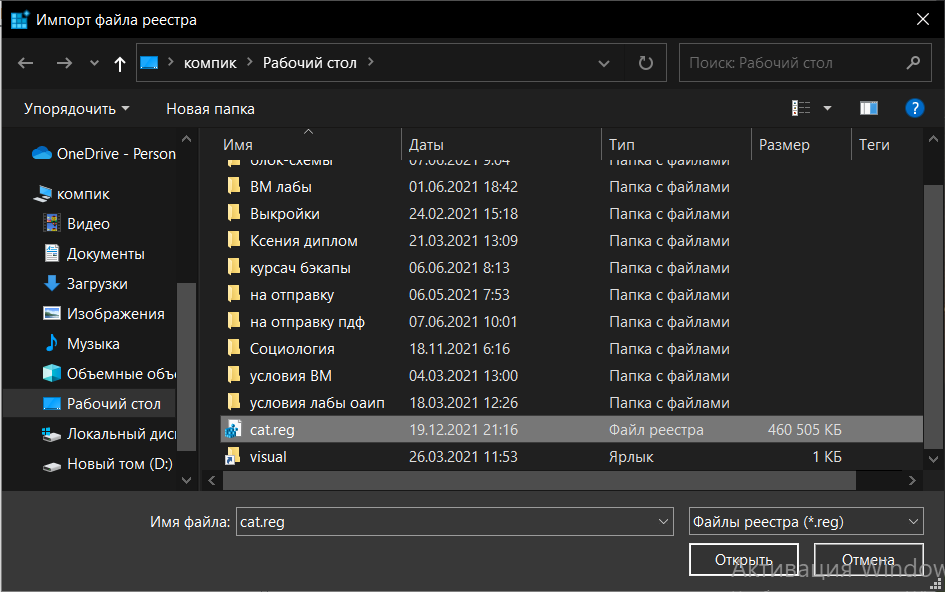 Импорт файла реестра
компик
Рабочий стол
Поиск: Рабочий стол
Упорядочить
Новая папка
?
OneDrive - Person
компик
Видео
Документы
Загрузки
Изображения
Музыка
Объемные объ
Рабочий стол
Локальный дис
Новый том (D:)
Имя Даты Тип Размер Теги
блок-схемы 07.06.2021 9:04 Папка с файлами
ВМ лабы 01.06.2021 18:42 Папка с файлами
Выкройки 24.02.2021 15:18 Папка с файлами
Ксения диплом 21.03.2021 13:09 Папка с файлами
курсач бэкапы 06.06.2021 8:13 Папка с файлами
на отправку 06.05.2021 7:53 Папка с файлами
на отправку пдф 07.06.2021 10:01 Папка с файлами
Социология 18.11.2021 6:16 Папка с файлами
условия ВМ 04.03.2021 13:00 Папка с файлами
условия лабы оаип 18.03.2021 12:26 Папка с файлами
cat.reg 19.12.2021 21:16 Файл реестра 460 505 КБ
visual 26.03.2021 11:53 Ярлык 1 КБ
Имя файла: cat.reg Файлы реестра (*.reg)
Открыть Отмена
Активация Window